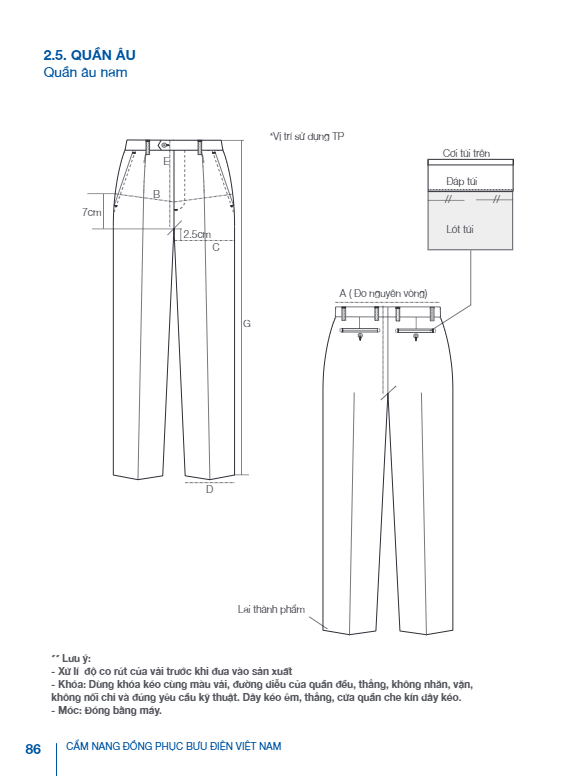 2.5. QUẦN ÂU
Quần âu nam
*Vị trí sử dụng TP
Cơi túi trên
Đáp túi
Lót túi
E
B
7cm
2.5cm
C
G
D
A ( Đo nguyên vòng)
Lai thành phẩm
** Lưu ý:
- Xử lí độ co rút của vải trước khi đưa vào sản xuất
- Khóa: Dùng khóa kéo cùng màu vải, đường diễu của quần đều, thẳng, không nhăn, vặn,
không nối chỉ và đúng yêu cầu kỹ thuật. Dây kéo êm, thẳng, cửa quần che kín dây kéo.
- Móc: Đóng bằng máy.
86
CẨM NANG ĐỒNG PHỤC BƯU ĐIỆN VIỆT NAM